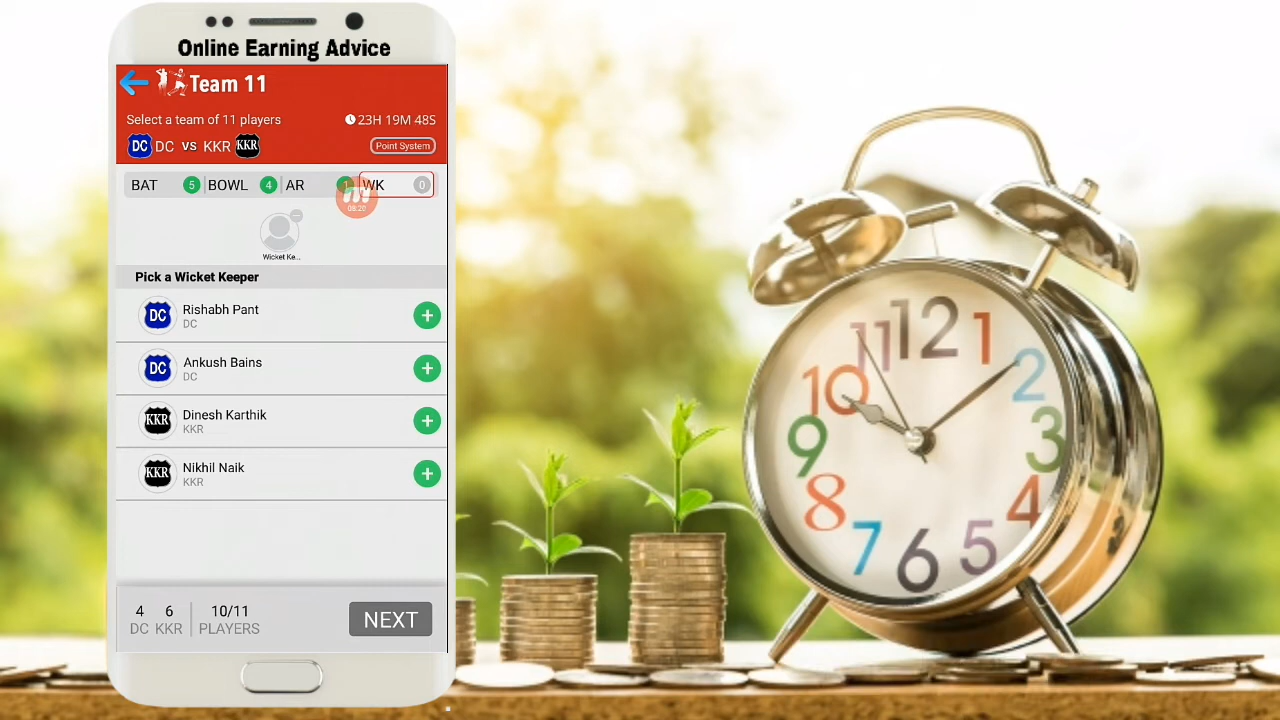 Online Earning Advice
Team 11
Select a team of 11 players 23H 19M 48S
DC DC VS KKR KKR Point System
BAT 5 BOWL 4 AR 1 WK 0
08:20
Wicket Ke...
Pick a Wicket Keeper
DC Rishabh Pant
DC
DC Ankush Bains
DC
KKR Dinesh Karthik
KKR
KKR Nikhil Naik
KKR
4 6 10/11 NEXT
DC KKR PLAYERS
12
1
2
3
4
5
6
7
8
9
10
11